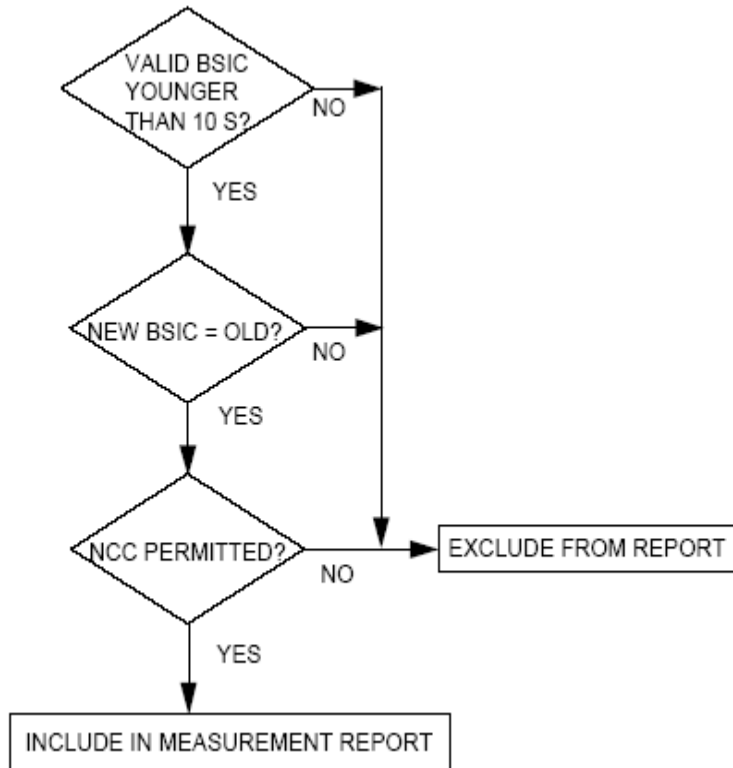 VALID BSIC
YOUNGER
THAN 10 S?
NO
YES
NEW BSIC = OLD?
NO
YES
NCC PERMITTED?
NO
EXCLUDE FROM REPORT
YES
INCLUDE IN MEASUREMENT REPORT